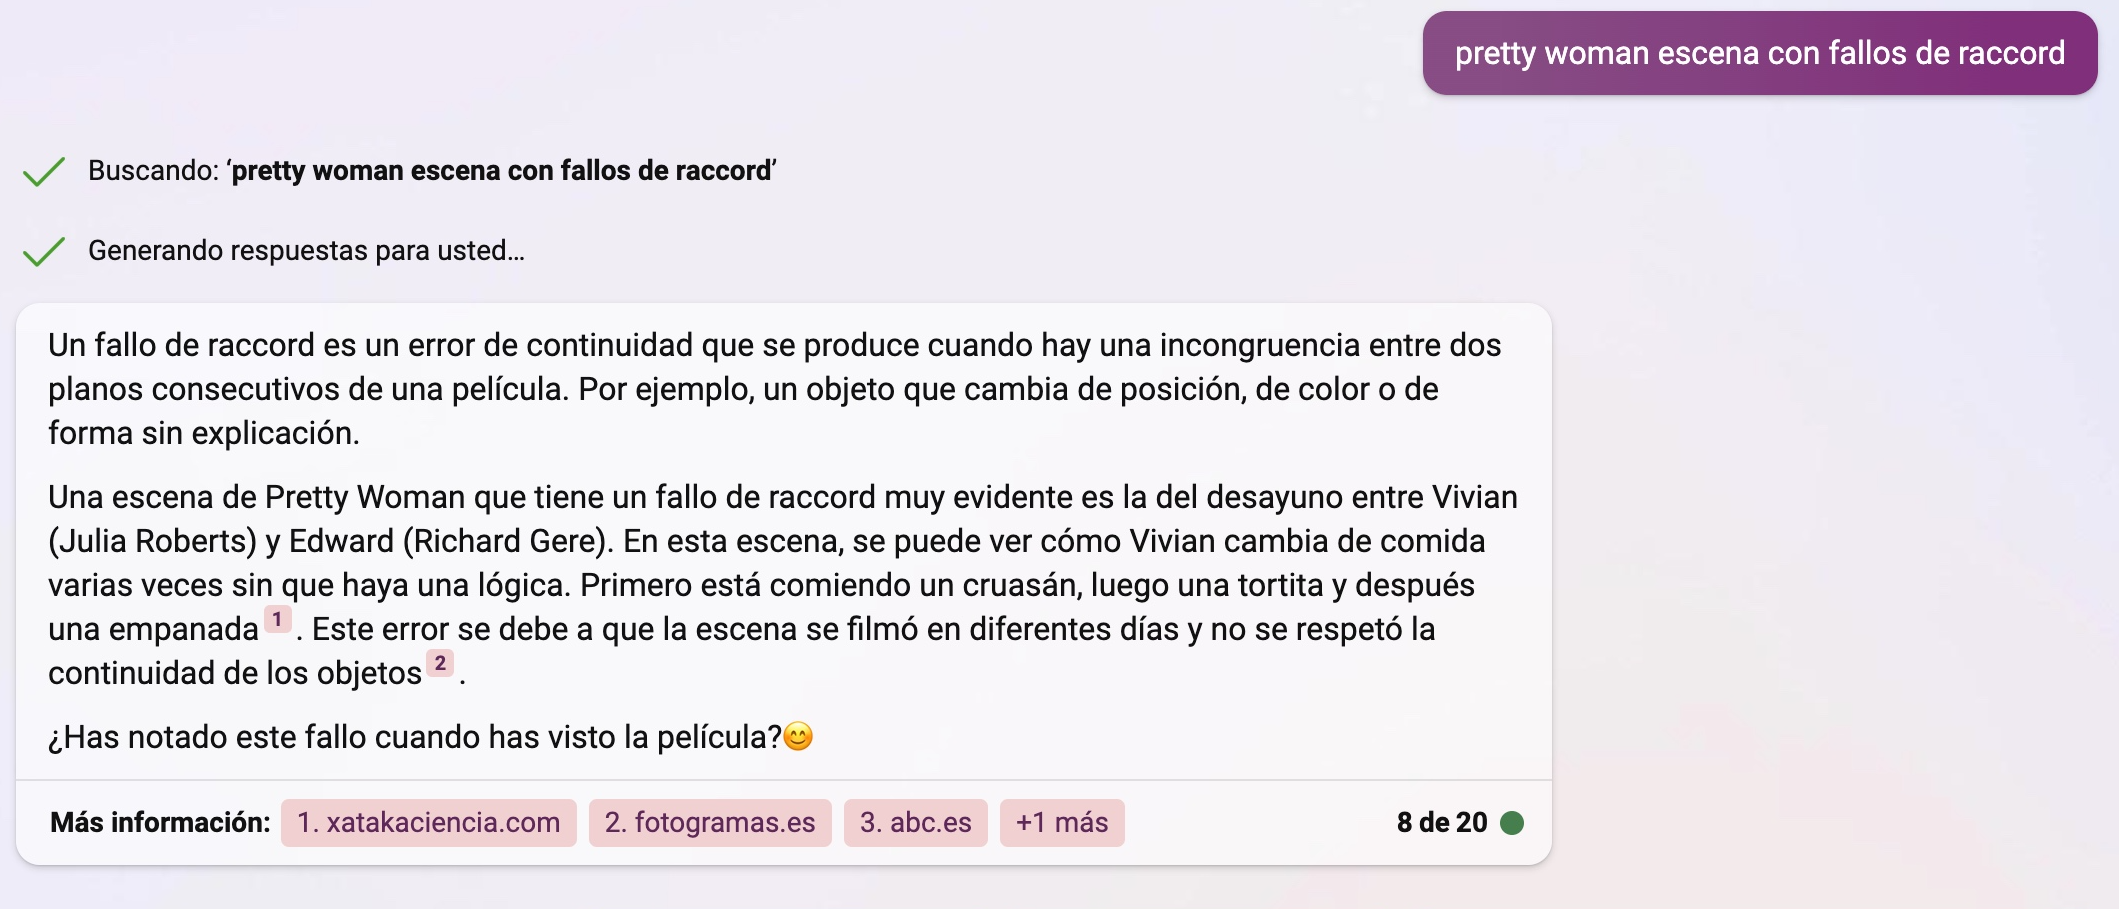 pretty woman escena con fallos de raccord
Buscando: ‘pretty woman escena con fallos de raccord’
Generando respuestas para usted…
Un fallo de raccord es un error de continuidad que se produce cuando hay una incongruencia entre dos
planos consecutivos de una película. Por ejemplo, un objeto que cambia de posición, de color o de
forma sin explicación.
Una escena de Pretty Woman que tiene un fallo de raccord muy evidente es la del desayuno entre Vivian
(Julia Roberts) y Edward (Richard Gere). En esta escena, se puede ver cómo Vivian cambia de comida
varias veces sin que haya una lógica. Primero está comiendo un cruasán, luego una tortita y después
una empanada 1 . Este error se debe a que la escena se filmó en diferentes días y no se respetó la
continuidad de los objetos 2 .
¿Has notado este fallo cuando has visto la película?😊
Más información: 1. xatakaciencia.com 2. fotogramas.es 3. abc.es +1 más 8 de 20